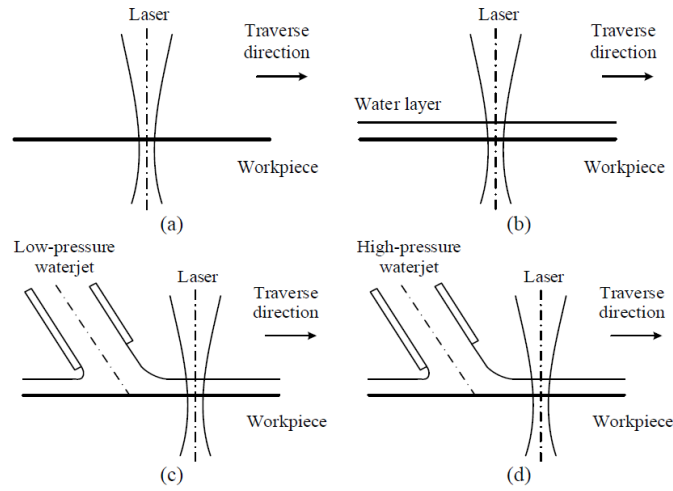 Laser
Traverse
direction
Workpiece
(a)
Laser
Traverse
direction
Water layer
Workpiece
(b)
Low-pressure
waterjet
Laser
Traverse
direction
Workpiece
(c)
High-pressure
waterjet
Laser
Traverse
direction
Workpiece
(d)